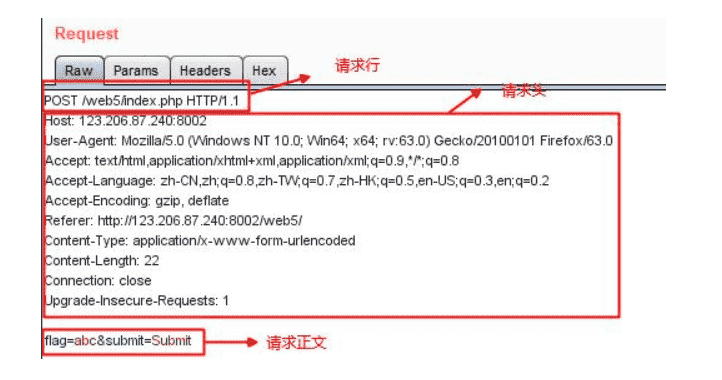 Request
Raw Params Headers Hex
请求行
请求头
POST /web5/index.php HTTP/1.1
Host: 123.206.87.240:8002
User-Agent: Mozilla/5.0 (Windows NT 10.0; Win64; x64; rv:63.0) Gecko/20100101 Firefox/63.0
Accept: text/html,application/xhtml+xml,application/xml;q=0.9,*/*;q=0.8
Accept-Language: zh-CN,zh;q=0.8,zh-TW;q=0.7,zh-HK;q=0.5,en-US;q=0.3,en;q=0.2
Accept-Encoding: gzip, deflate
Referer: http://123.206.87.240:8002/web5/
Content-Type: application/x-www-form-urlencoded
Content-Length: 22
Connection: close
Upgrade-Insecure-Requests: 1
flag=abc&submit=Submit
请求正文